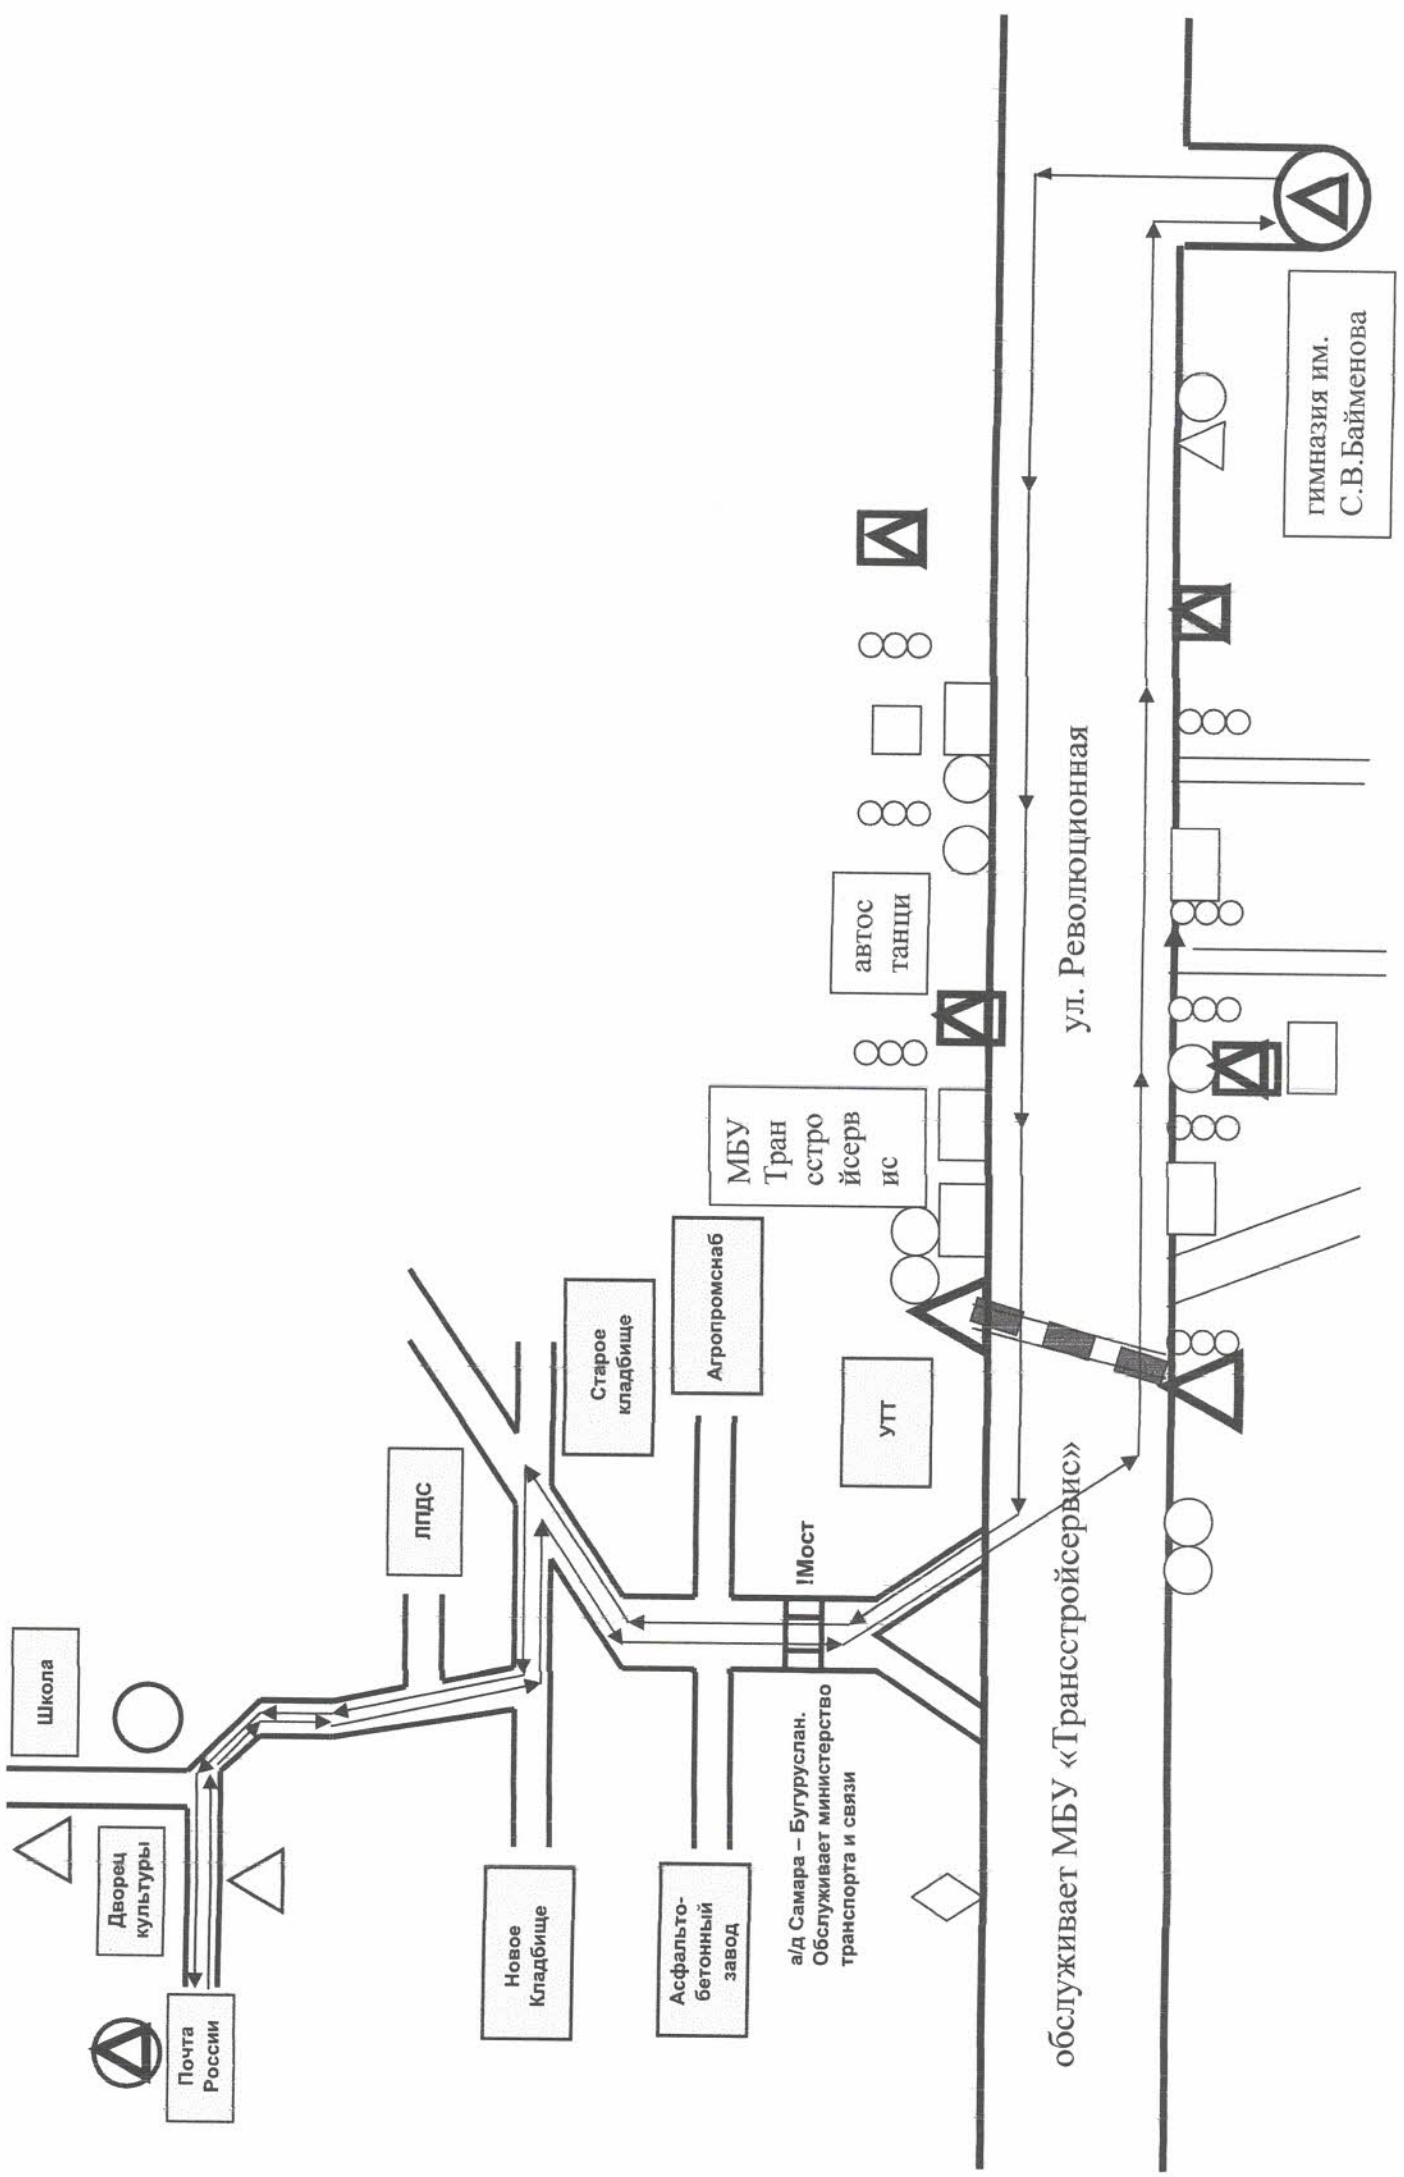 Школа
Дворец
культуры
Почта
России
ЛПДС
Новое
Кладбище
Старое
кладбище
Агропромснаб
Асфальто-
бетонный
завод
!Мост
а/д Самара – Бугуруслан.
Обслуживает министерство
транспорта и связи
УТТ
МБУ
Тран
сстро
йсерв
ис
автос
танци
ул. Революционная
обслуживает МБУ «Трансстройсервис»
гимназия им.
С.В.Байменова